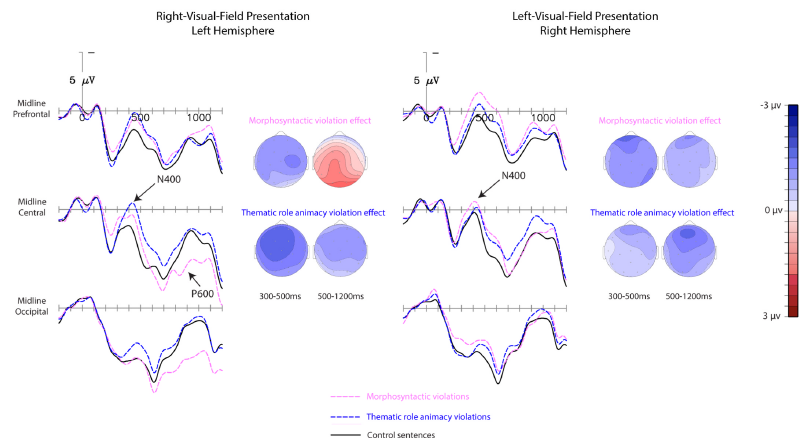 Right-Visual-Field Presentation
Left Hemisphere
Left-Visual-Field Presentation
Right Hemisphere
5 μV
5 μV
Midline
Prefrontal
0 500 1000
0 500 1000
Morphosyntactic violation effect
Morphosyntactic violation effect
-3 μv
N400
N400
Midline
Central
Thematic role animacy violation effect
Thematic role animacy violation effect
0 μv
P600
300-500ms 500-1200ms
300-500ms 500-1200ms
Midline
Occipital
3 μv
Morphosyntactic violations
Thematic role animacy violations
Control sentences